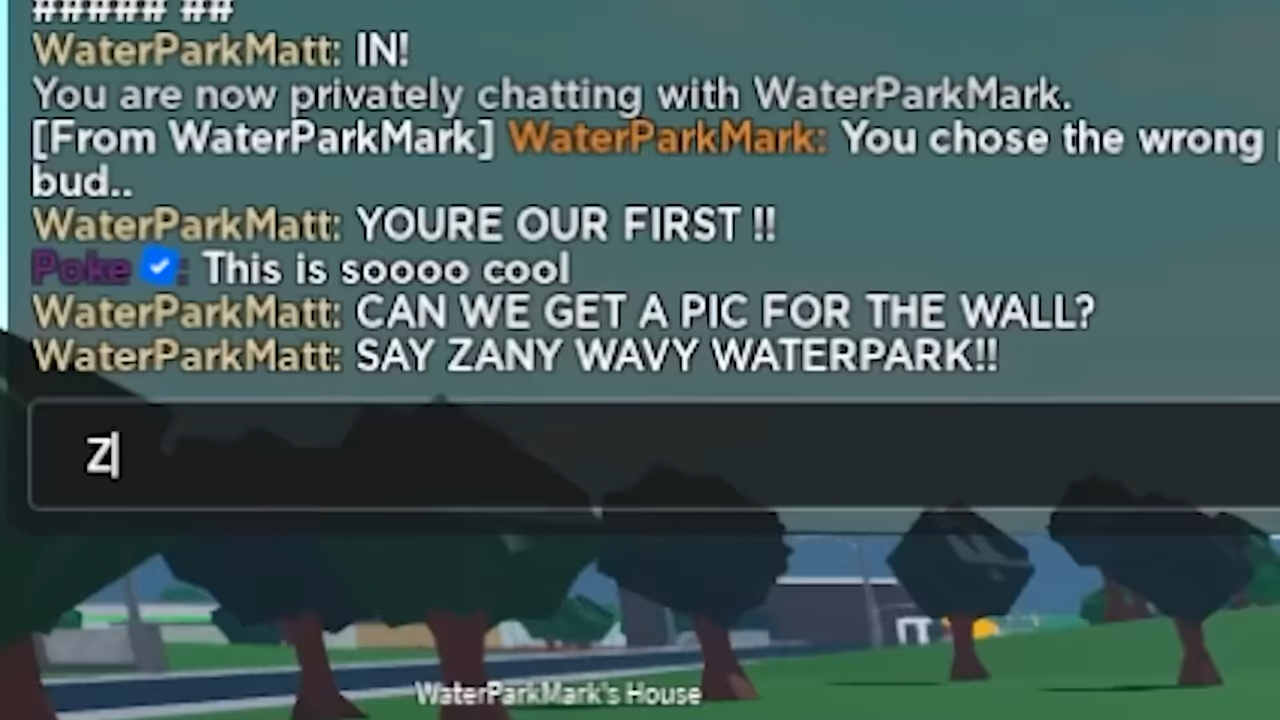 ##### ##
WaterParkMatt: IN!
You are now privately chatting with WaterParkMark.
[From WaterParkMark] WaterParkMark: You chose the wrong
bud..
WaterParkMatt: YOURE OUR FIRST !!
Poke: This is soooo cool
WaterParkMatt: CAN WE GET A PIC FOR THE WALL?
WaterParkMatt: SAY ZANY WAVY WATERPARK!!
Z
WaterParkMark's House